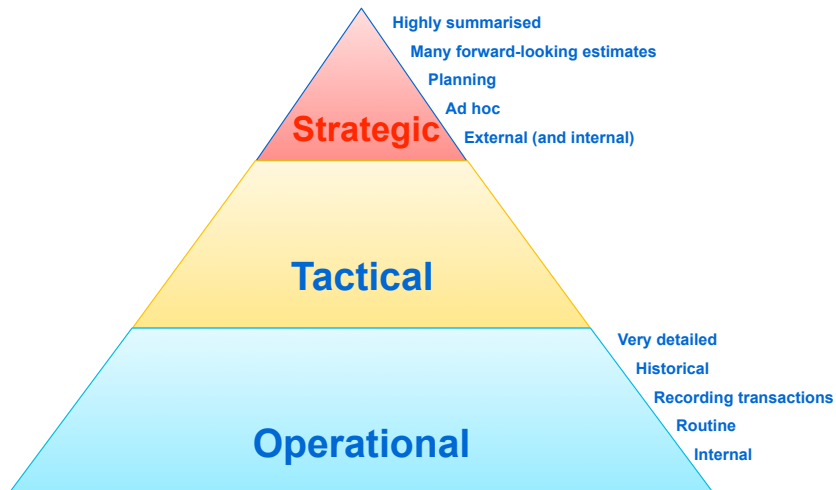 Highly summarised
Many forward-looking estimates
Planning
Ad hoc
Strategic
External (and internal)
Tactical
Very detailed
Historical
Recording transactions
Routine
Operational
Internal